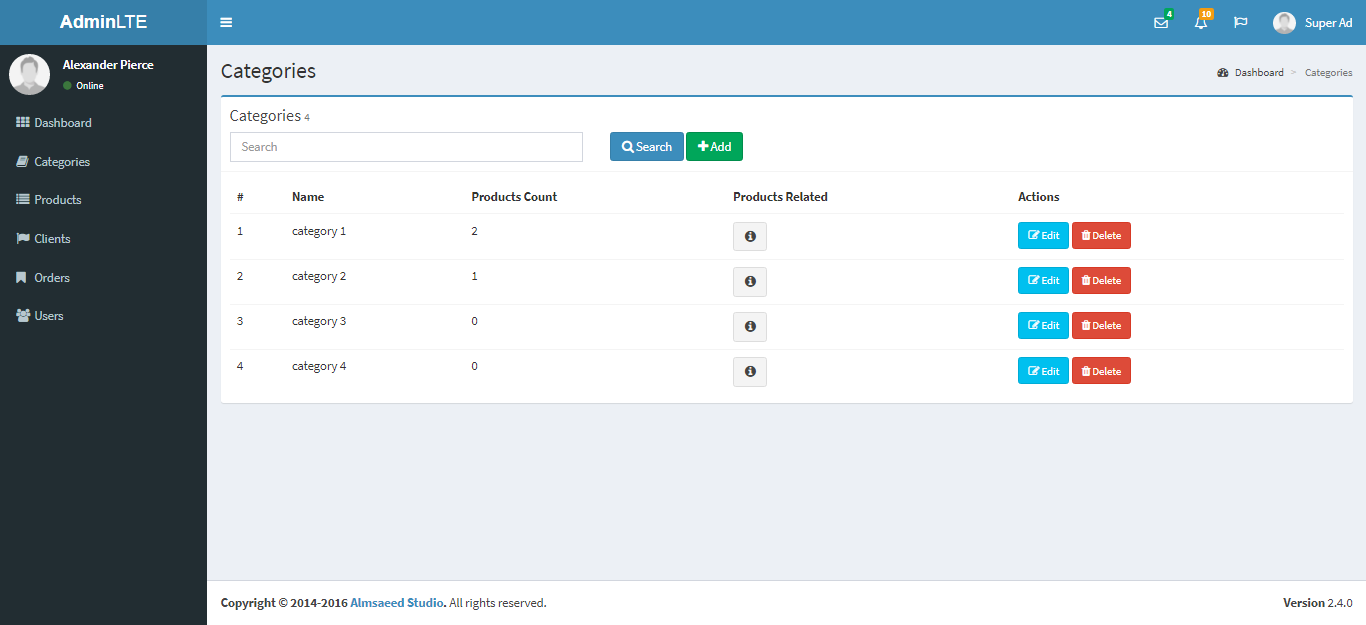 AdminLTE
4
10
Super Ad
Alexander Pierce
Online
Dashboard
Categories
Products
Clients
Orders
Users
Categories
Dashboard > Categories
Categories 4
Search
Search
Add
# Name Products Count Products Related Actions
1 category 1 2 Edit Delete
2 category 2 1 Edit Delete
3 category 3 0 Edit Delete
4 category 4 0 Edit Delete
Copyright © 2014-2016 Almsaeed Studio. All rights reserved.
Version 2.4.0